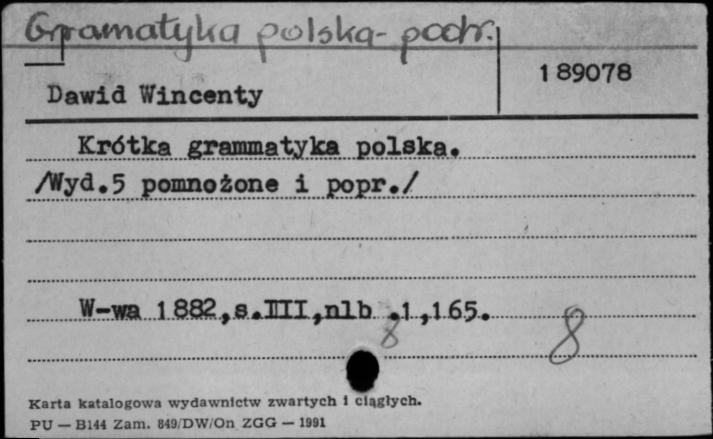 Gramatyka polska - podr.
189078
Dawid Wincenty
Krótka grammatyka polska.
/Wyd.5 pomnożone i popr./
W-wa 1882,s.III,nlb .1,165.
8
8
Karta katalogowa wydawnictw zwartych i ciągłych.
PU — B144 Zam. 849/DW/On ZGG — 1991